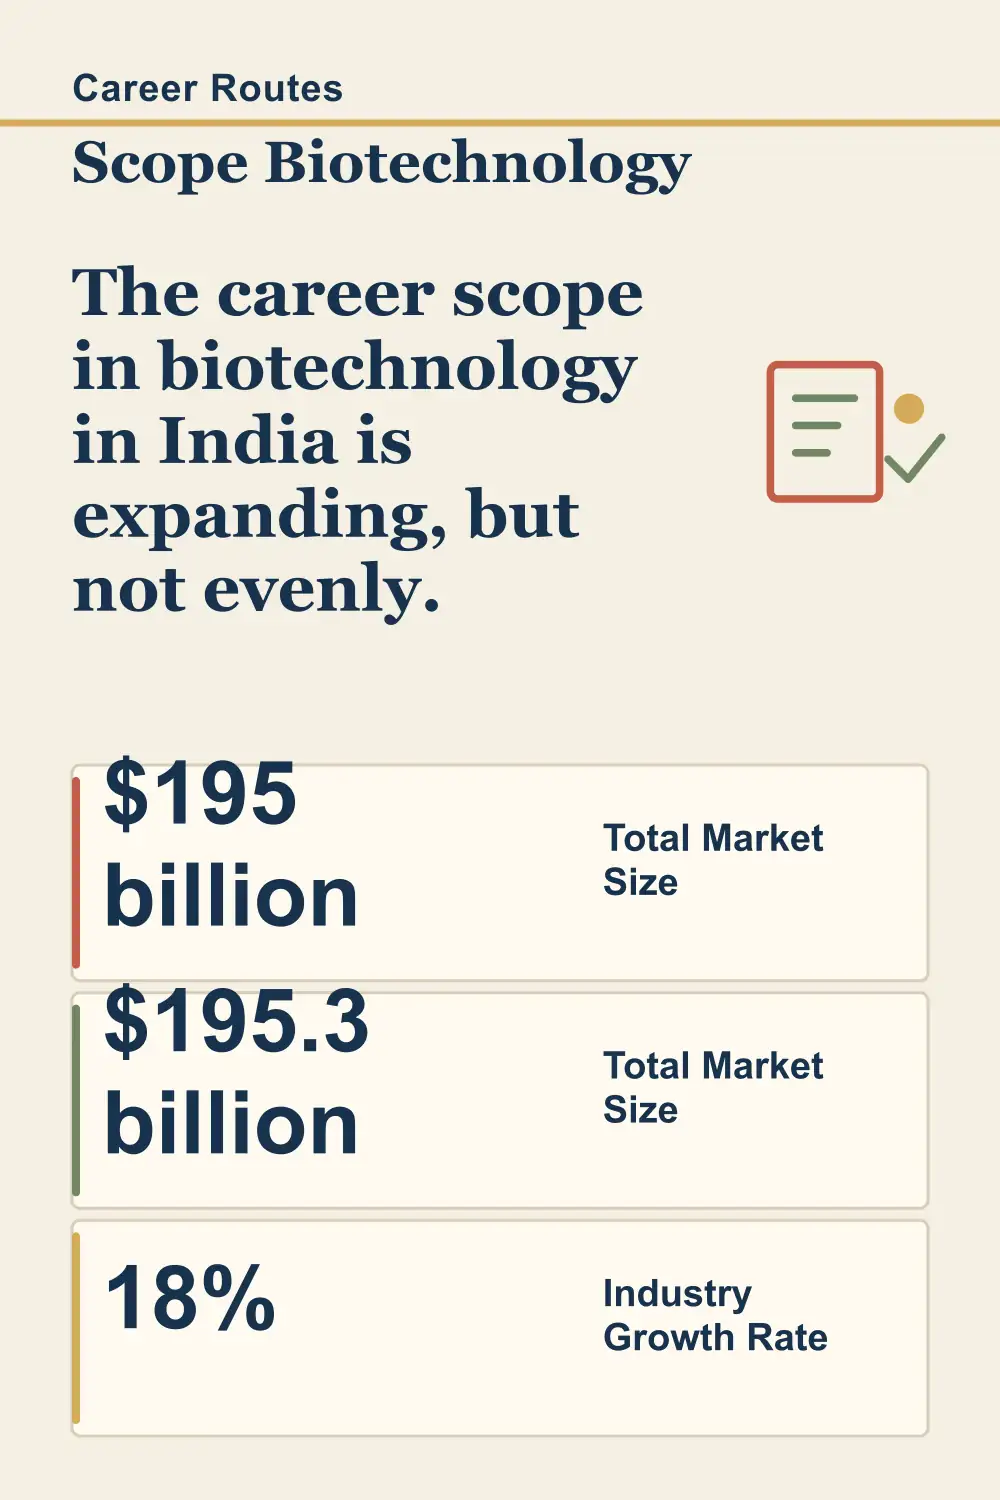 Career Routes
Scope Biotechnology
The career scope
in biotechnology
in India is
expanding, but
not evenly.
$195
billion
Total Market
Size
$195.3
billion
Total Market
Size
18%
Industry
Growth Rate